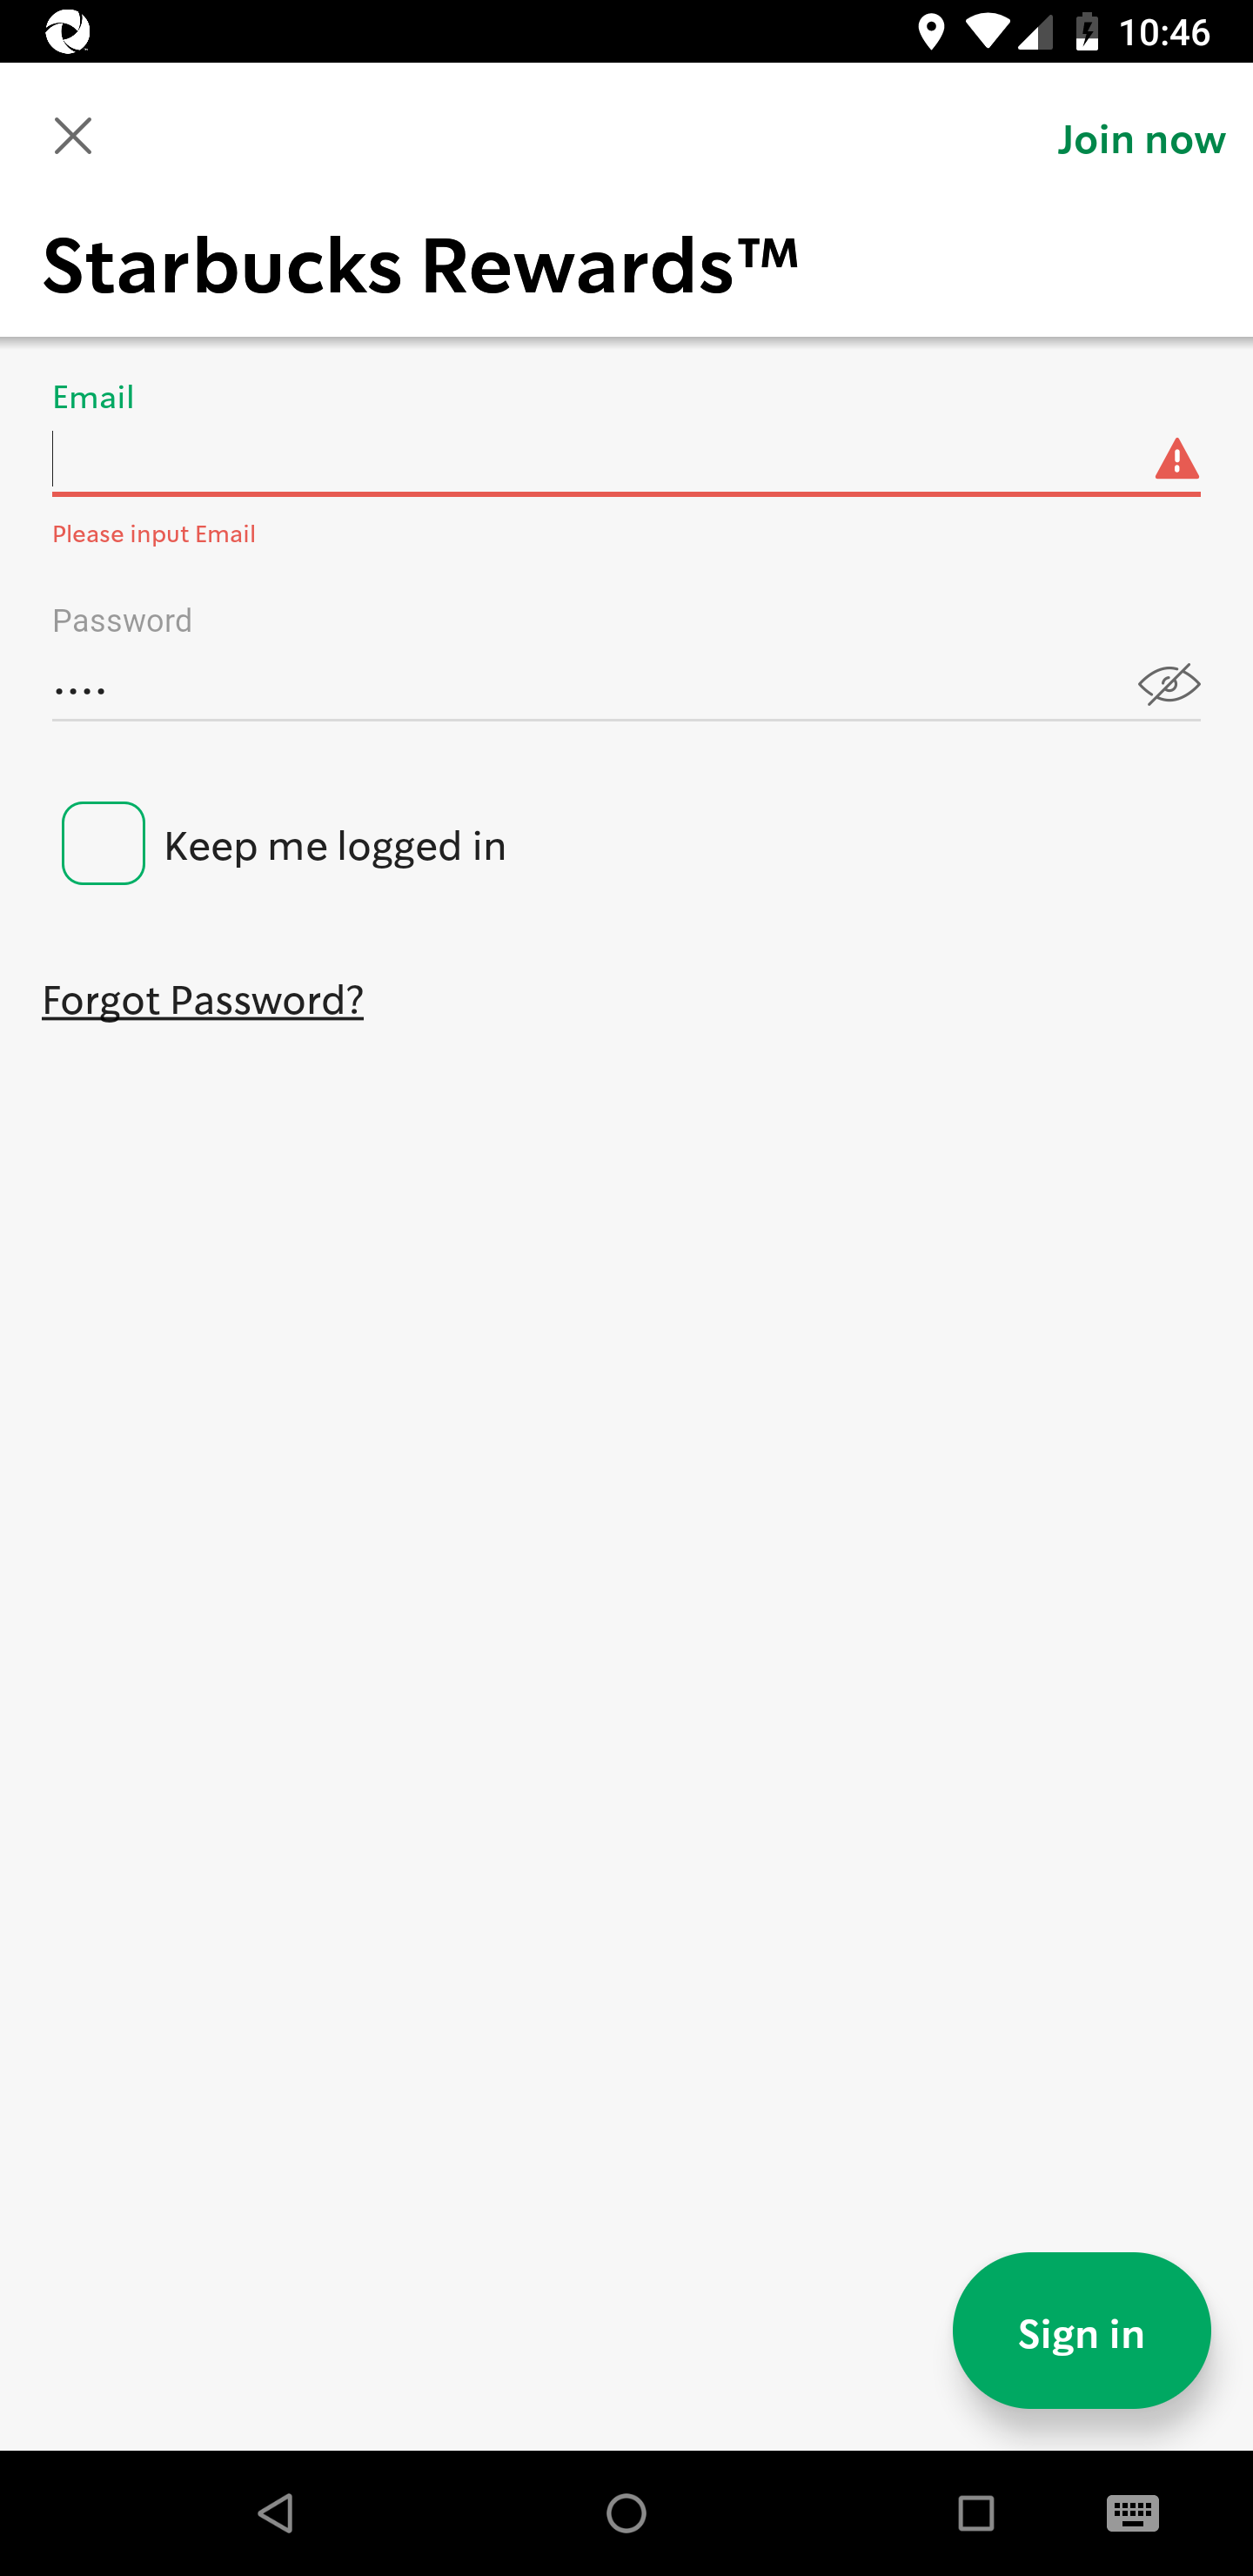 10:46
Join now
Starbucks Rewards™
Email
Please input Email
Password
....
Keep me logged in
Forgot Password?
Sign in